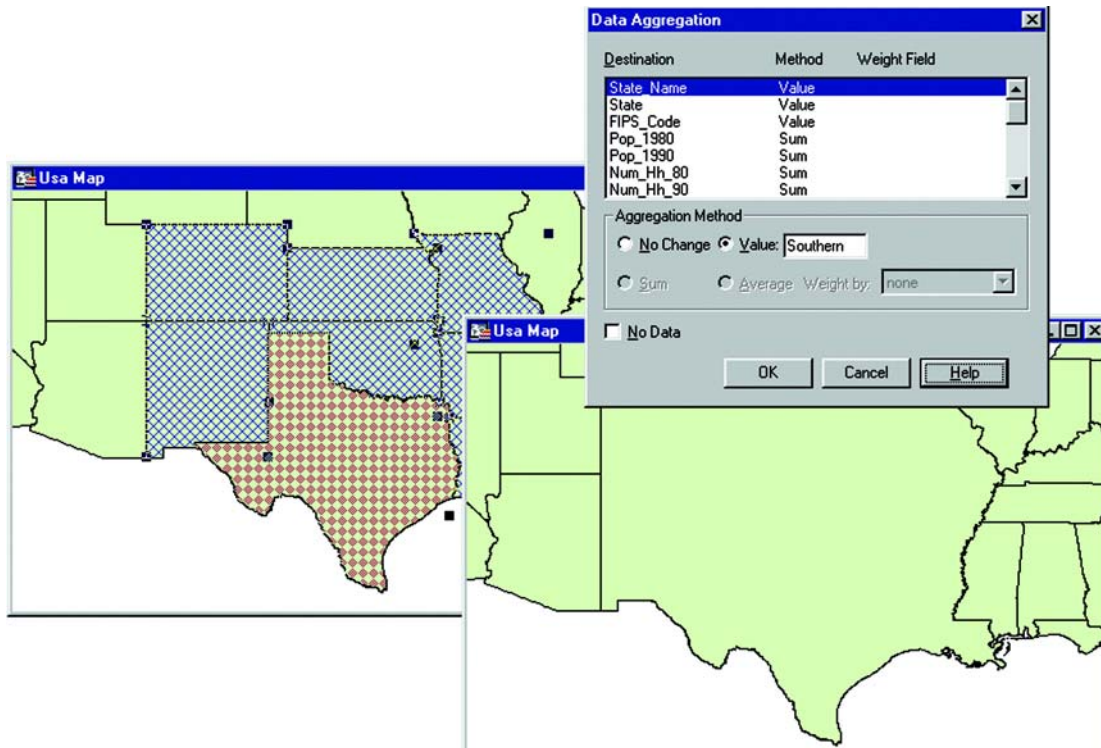 Data Aggregation
Destination Method Weight Field
State_Name Value
State Value
FIPS_Code Value
Pop_1980 Sum
Pop_1990 Sum
Num_Hh_80 Sum
Num_Hh_90 Sum
Aggregation Method
No Change Value: Southern
Sum Average Weight by: none
No Data
OK Cancel Help
Usa Map
Usa Map